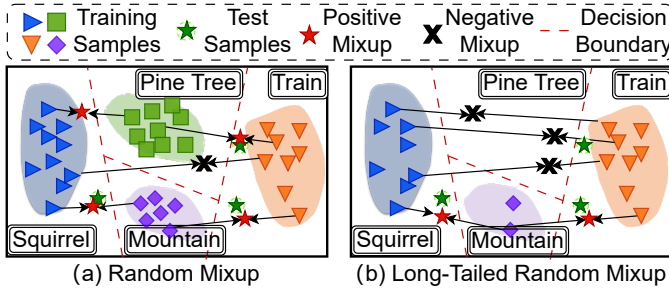 Training Samples
Test Samples
Positive Mixup
Negative Mixup
Decision Boundary
Pine Tree
Train
Squirrel
Mountain
(a) Random Mixup
Pine Tree
Train
Squirrel
Mountain
(b) Long-Tailed Random Mixup